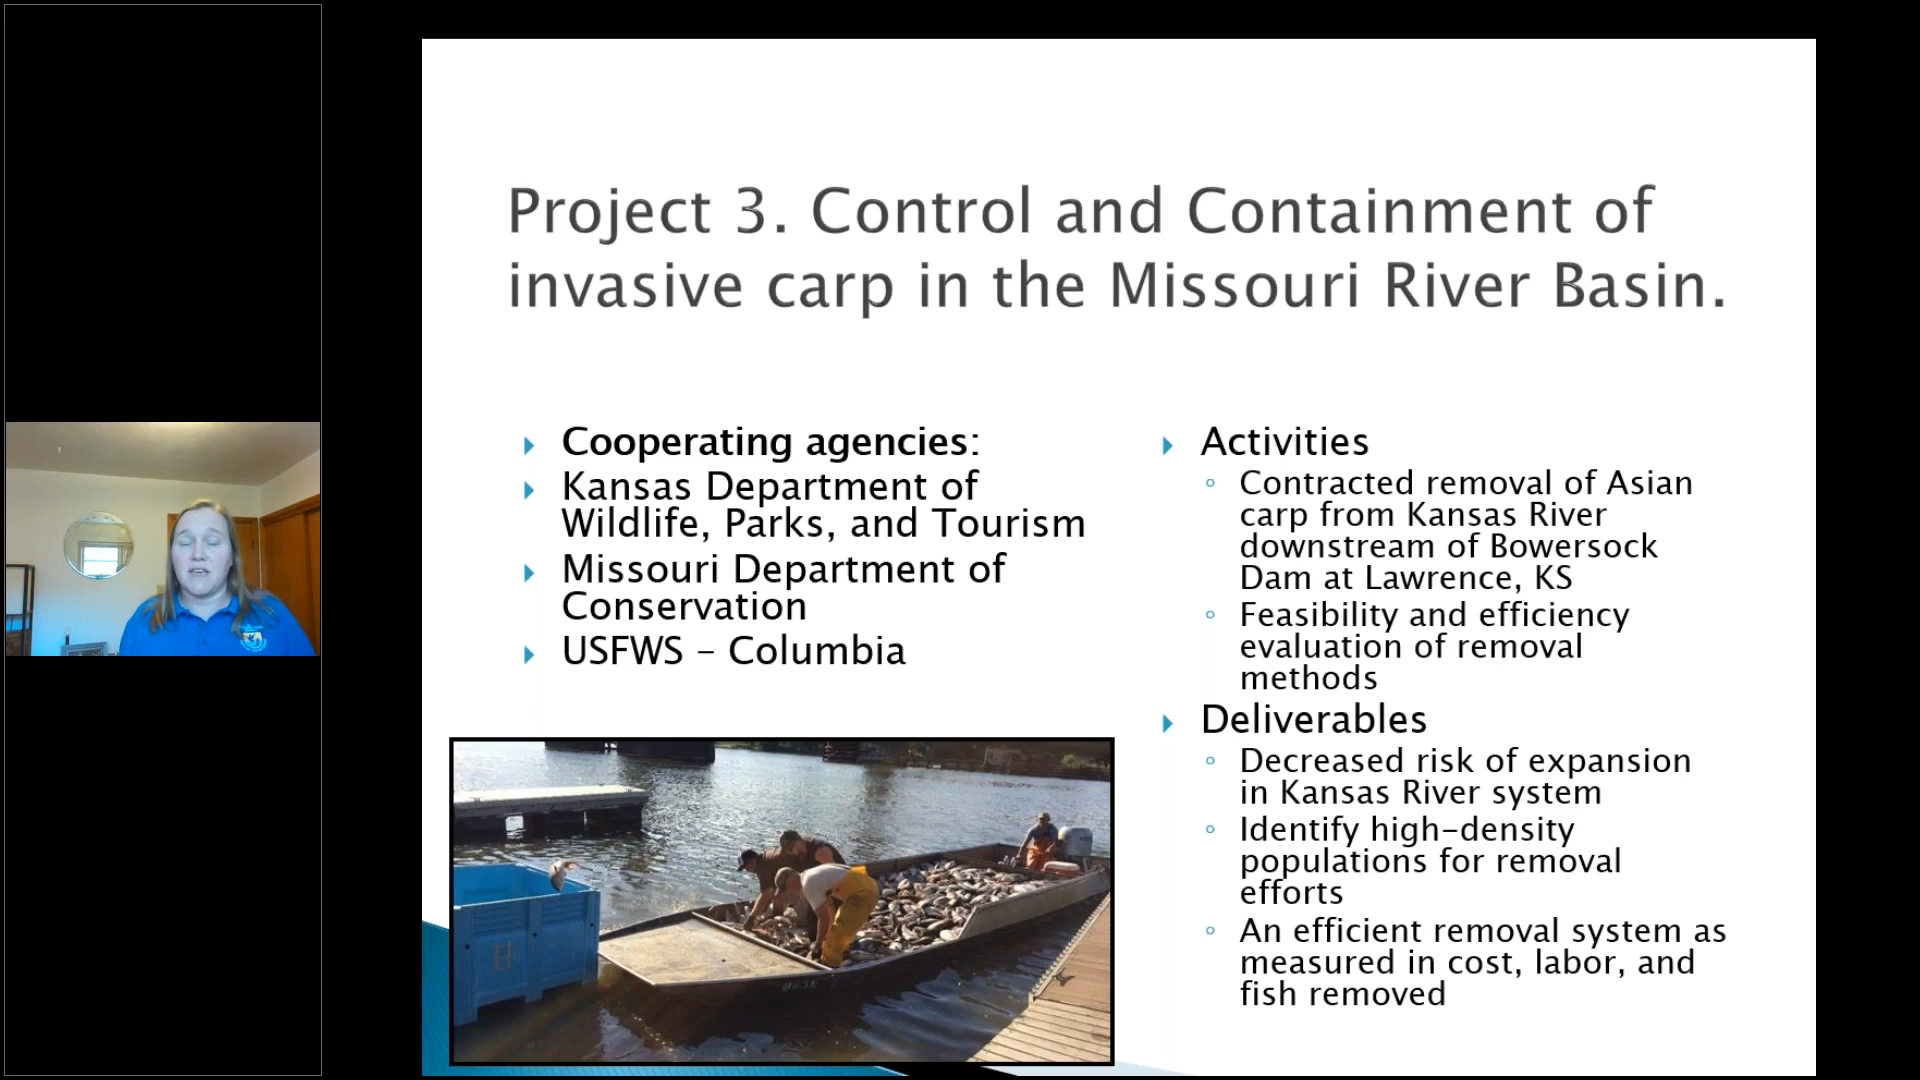 Project 3. Control and Containment of
invasive carp in the Missouri River Basin.
Cooperating agencies:
Kansas Department of
Wildlife, Parks, and Tourism
Missouri Department of
Conservation
USFWS – Columbia
Activities
Contracted removal of Asian
carp from Kansas River
downstream of Bowersock
Dam at Lawrence, KS
Feasibility and efficiency
evaluation of removal
methods
Deliverables
Decreased risk of expansion
in Kansas River system
Identify high-density
populations for removal
efforts
An efficient removal system as
measured in cost, labor, and
fish removed